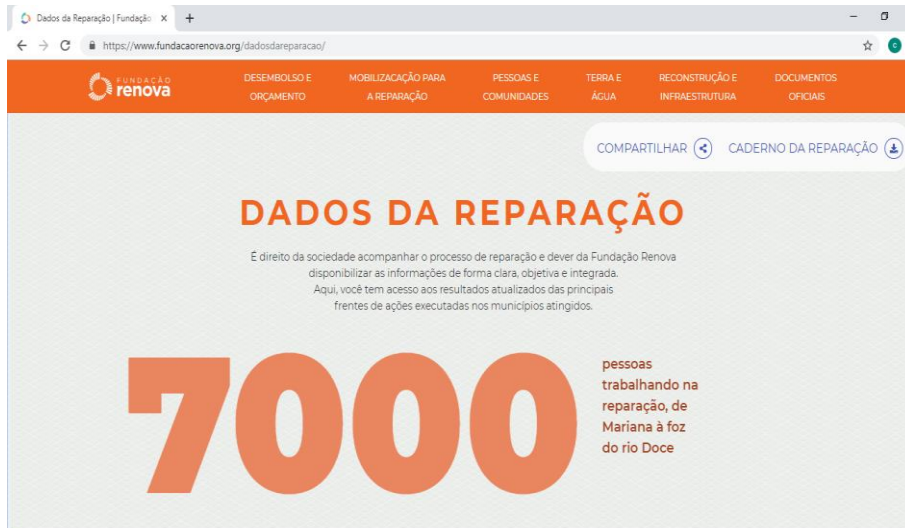 Dados da Reparação | Fundação
https://www.fundacaorenova.org/dadosdareparacao/
C
FUNDAÇÃO
renova
DESEMBOLSO E
ORÇAMENTO
MOBILIZACAÇÃO PARA
A REPARAÇÃO
PESSOAS E
COMUNIDADES
TERRA E
ÁGUA
RECONSTRUÇÃO E
INFRAESTRUTURA
DOCUMENTOS
OFICIAIS
COMPARTILHAR
CADERNO DA REPARAÇÃO
DADOS DA REPARAÇÃO
É direito da sociedade acompanhar o processo de reparação e dever da Fundação Renova
disponibilizar as informações de forma clara, objetiva e integrada.
Aqui, você tem acesso aos resultados atualizados das principais
frentes de ações executadas nos municípios atingidos.
7000
pessoas
trabalhando na
reparação, de
Mariana à foz
do rio Doce